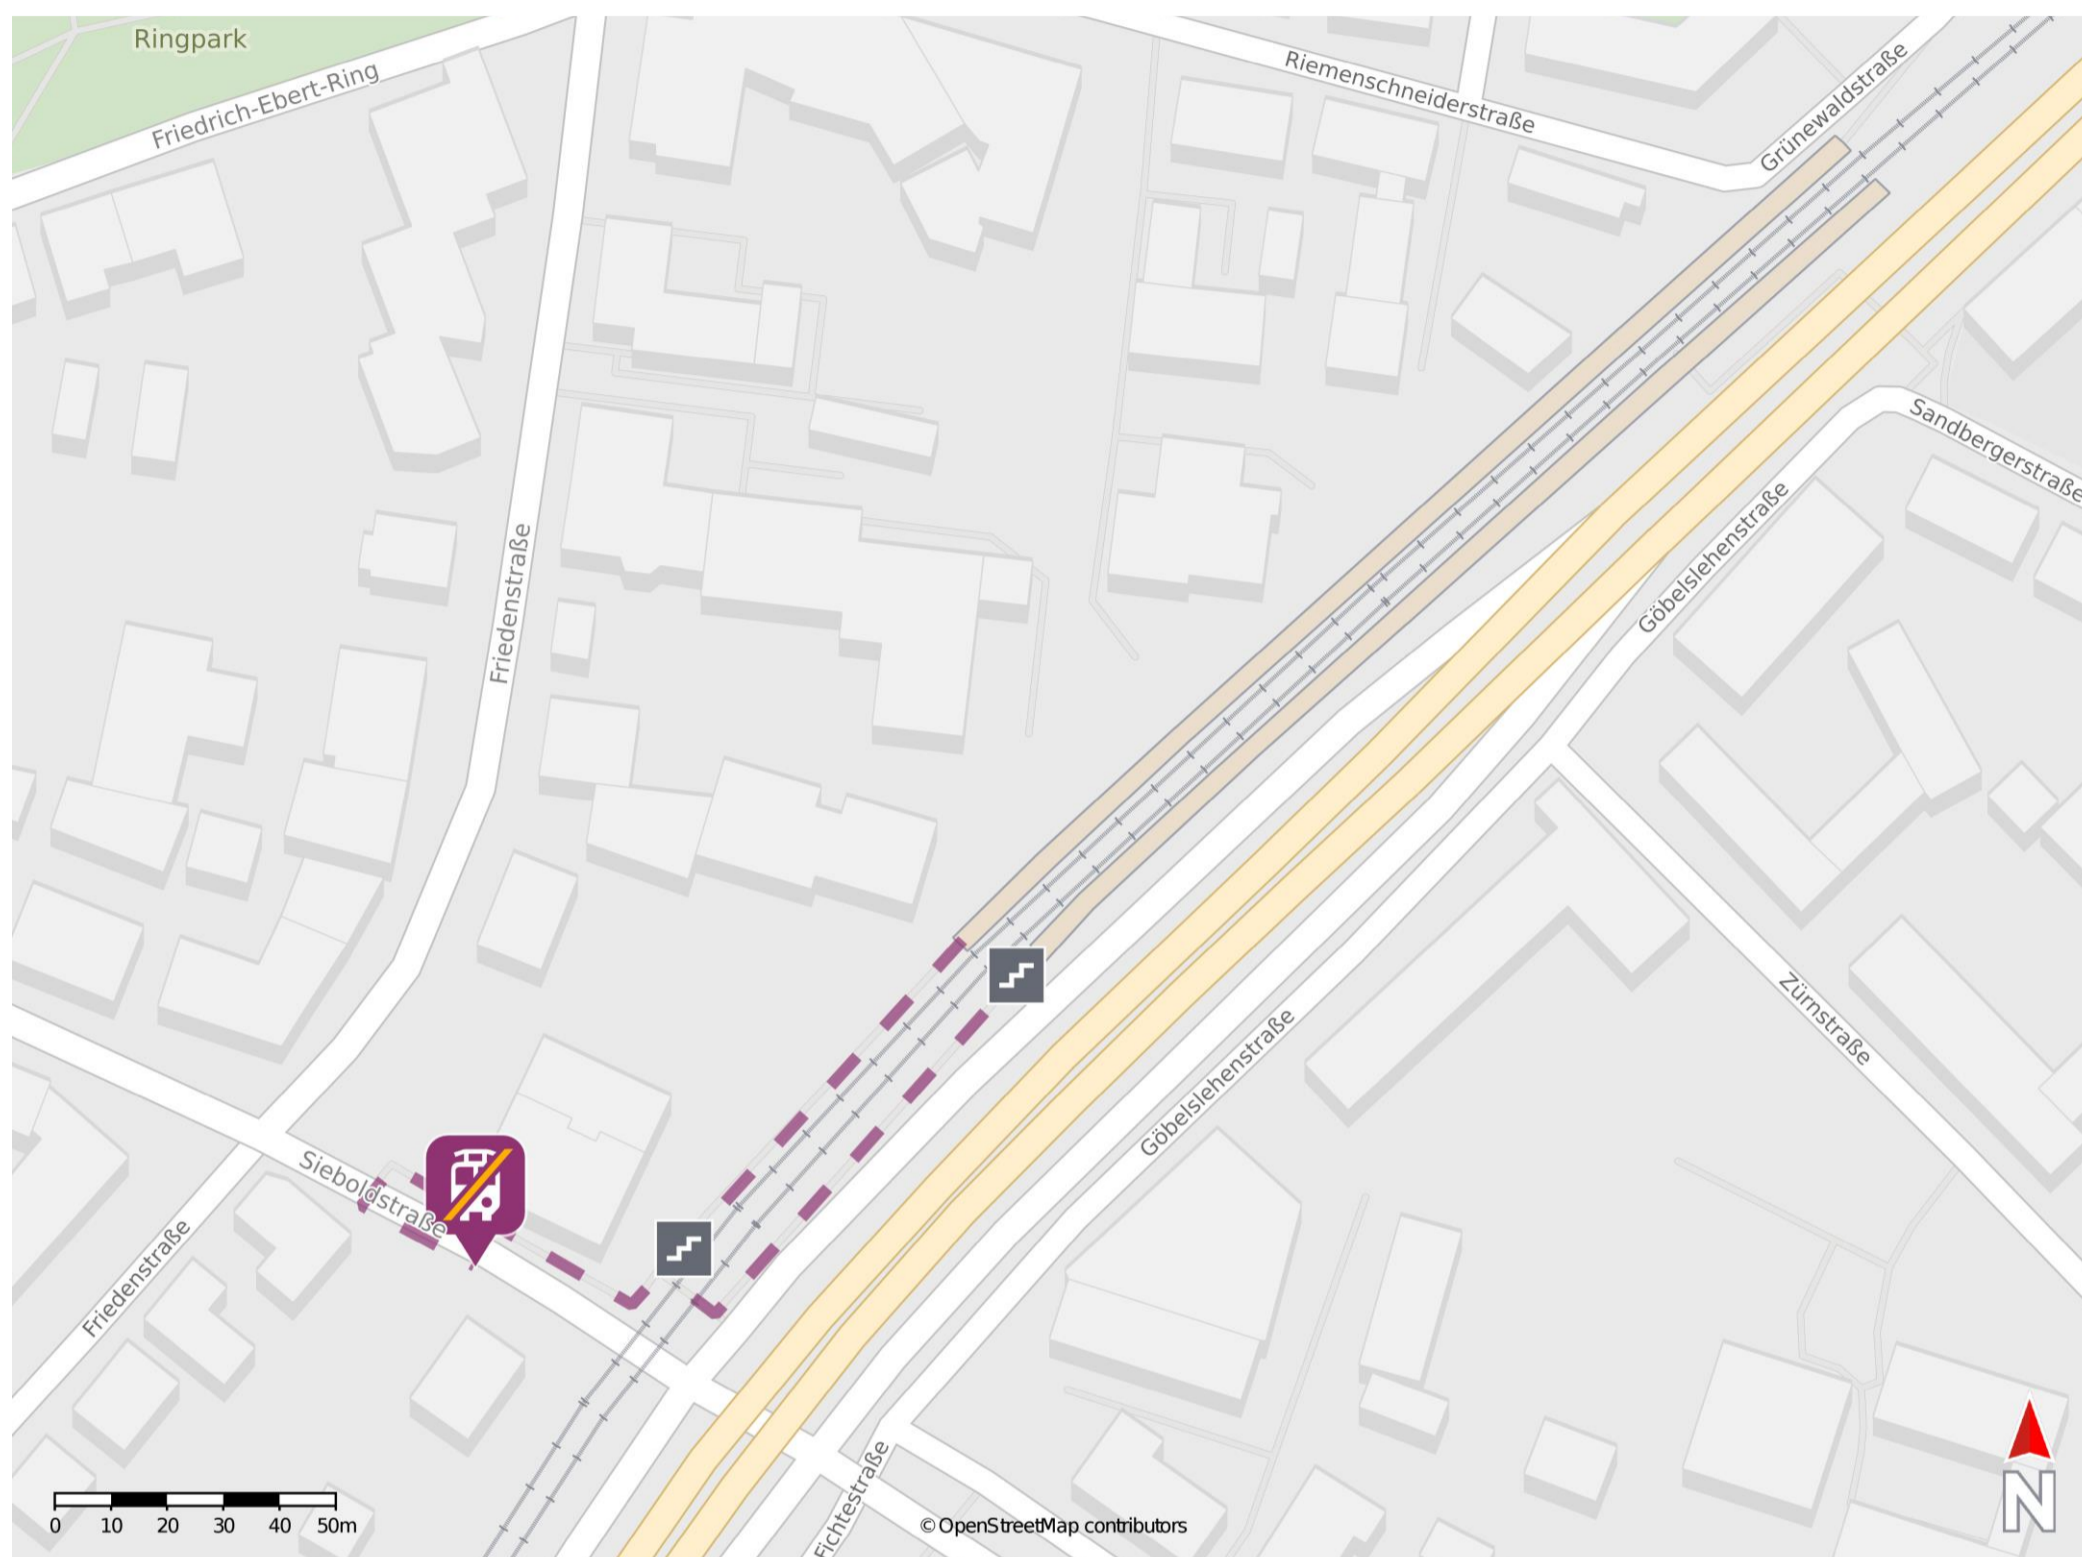 Ringpark
Friedrich-Ebert-Ring
Riemenschneiderstraße
Grünewaldstraße
Sandbergerstraße
Göbelslehenstraße
Friedenstraße
Zürnstraße
Göbelslehenstraße
Sieboldstraße
Friedenstraße
Fichtestraße
N
0 10 20 30 40 50m
© OpenStreetMap contributors